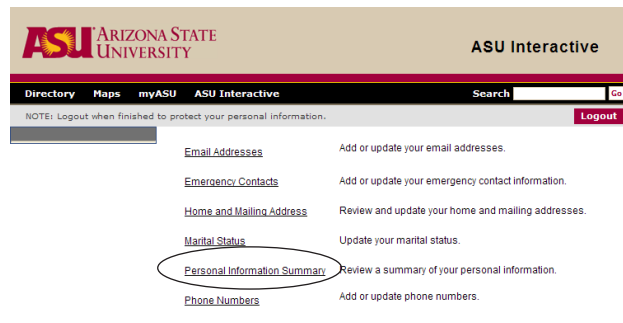 ASU ARIZONA STATE UNIVERSITY
ASU Interactive
Directory Maps myASU ASU Interactive Search Go
NOTE: Logout when finished to protect your personal information. Logout
Email Addresses Add or update your email addresses.
Emergency Contacts Add or update your emergency contact information.
Home and Mailing Address Review and update your home and mailing addresses.
Marital Status Update your marital status.
Personal Information Summary Review a summary of your personal information.
Phone Numbers Add or update phone numbers.